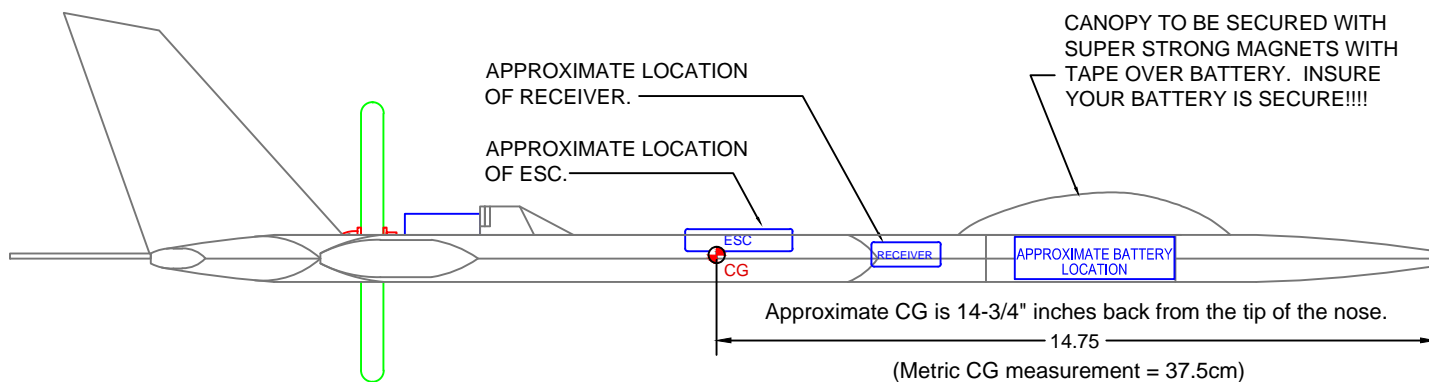 CANOPY TO BE SECURED WITH
SUPER STRONG MAGNETS WITH
TAPE OVER BATTERY.  INSURE
YOUR BATTERY IS SECURE!!!!
APPROXIMATE LOCATION
OF RECEIVER.
APPROXIMATE LOCATION
OF ESC.
ESC
CG
RECEIVER
APPROXIMATE BATTERY
LOCATION
Approximate CG is 14-3/4" inches back from the tip of the nose.
14.75
(Metric CG measurement = 37.5cm)